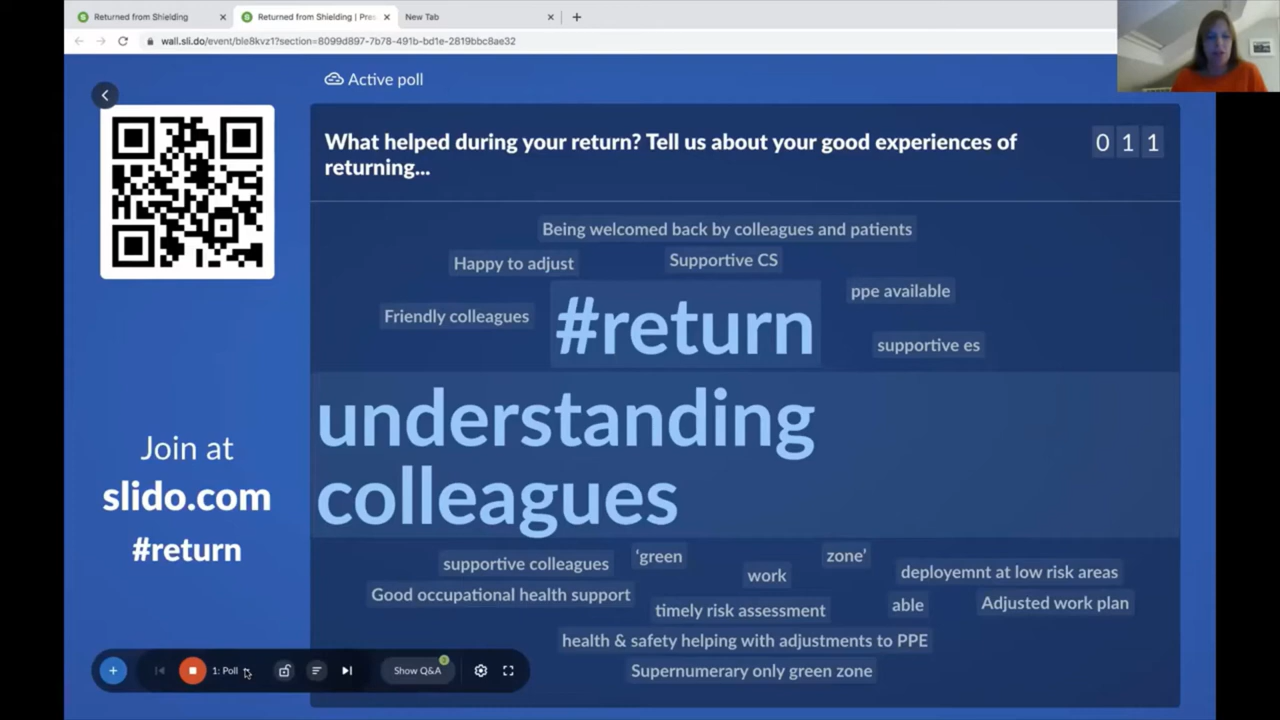 Returned from Shielding
Returned from Shielding | Pres
New Tab
wall.sli.do/event/ble8kvz1?section=8099d897-7b78-491b-bd1e-2819bbc8ae32
Active poll
What helped during your return? Tell us about your good experiences of
returning...
0 1 1
Being welcomed back by colleagues and patients
Happy to adjust
Supportive CS
ppe available
Friendly colleagues
#return
supportive es
understanding
colleagues
Join at
slido.com
#return
supportive colleagues
'green
zone'
work
deployemnt at low risk areas
Good occupational health support
timely risk assessment
able
Adjusted work plan
health & safety helping with adjustments to PPE
Supernumerary only green zone
1: Poll
Show Q&A